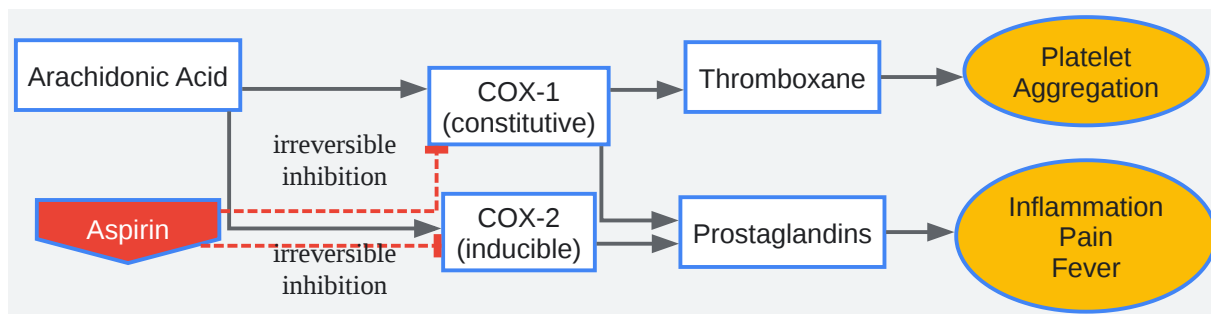 Arachidonic Acid
COX-1
(constitutive)
Thromboxane
Platelet
Aggregation
irreversible
inhibition
Aspirin
COX-2
(inducible)
irreversible
inhibition
Prostaglandins
Inflammation
Pain
Fever